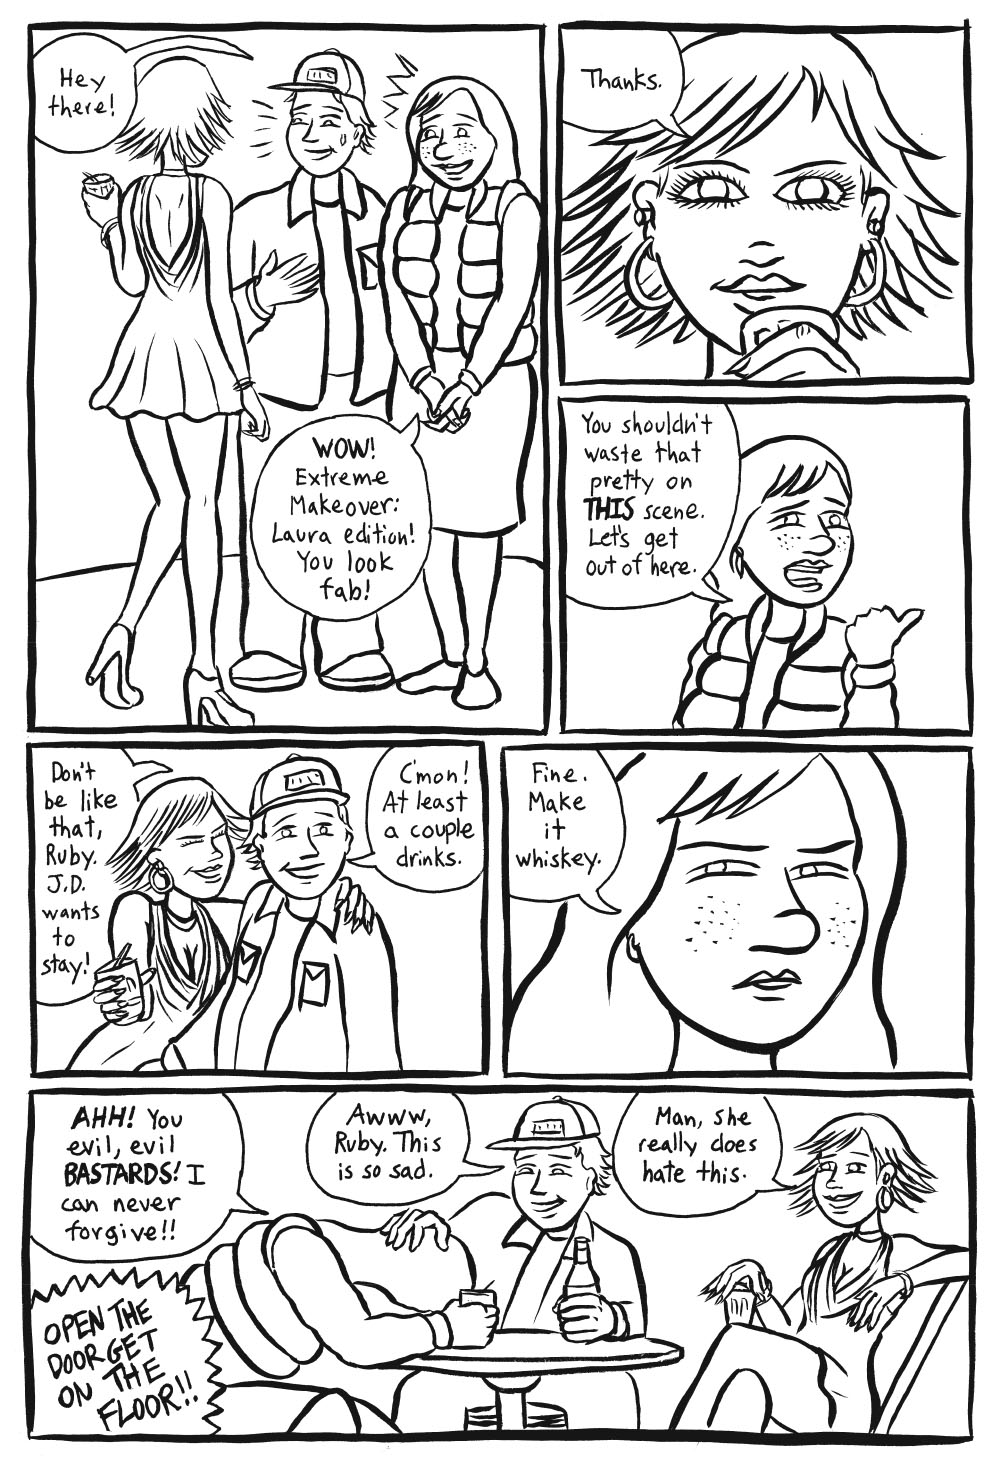 Hey
there!
WOW!
Extreme
Makeover:
Laura edition!
You look
fab!
Thanks.
You shouldn't
waste that
pretty on
THIS scene.
Let's get
out of here.
Don't
be like
that,
Ruby.
J.D.
wants
to
stay!
C'mon!
At least
a couple
drinks.
Fine.
Make
it
whiskey.
AHH! You
evil, evil
BASTARDS! I
can never
forgive!!
Awww,
Ruby. This
is so sad.
Man, she
really does
hate this.
OPEN THE
DOOR GET
ON THE
FLOOR!!